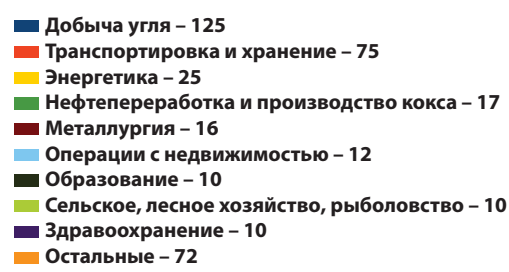 Добыча угля – 125
Транспортировка и хранение – 75
Энергетика – 25
Нефтепереработка и производство кокса – 17
Металлургия – 16
Операции с недвижимостью – 12
Образование – 10
Сельское, лесное хозяйство, рыболовство – 10
Здравоохранение – 10
Остальные – 72